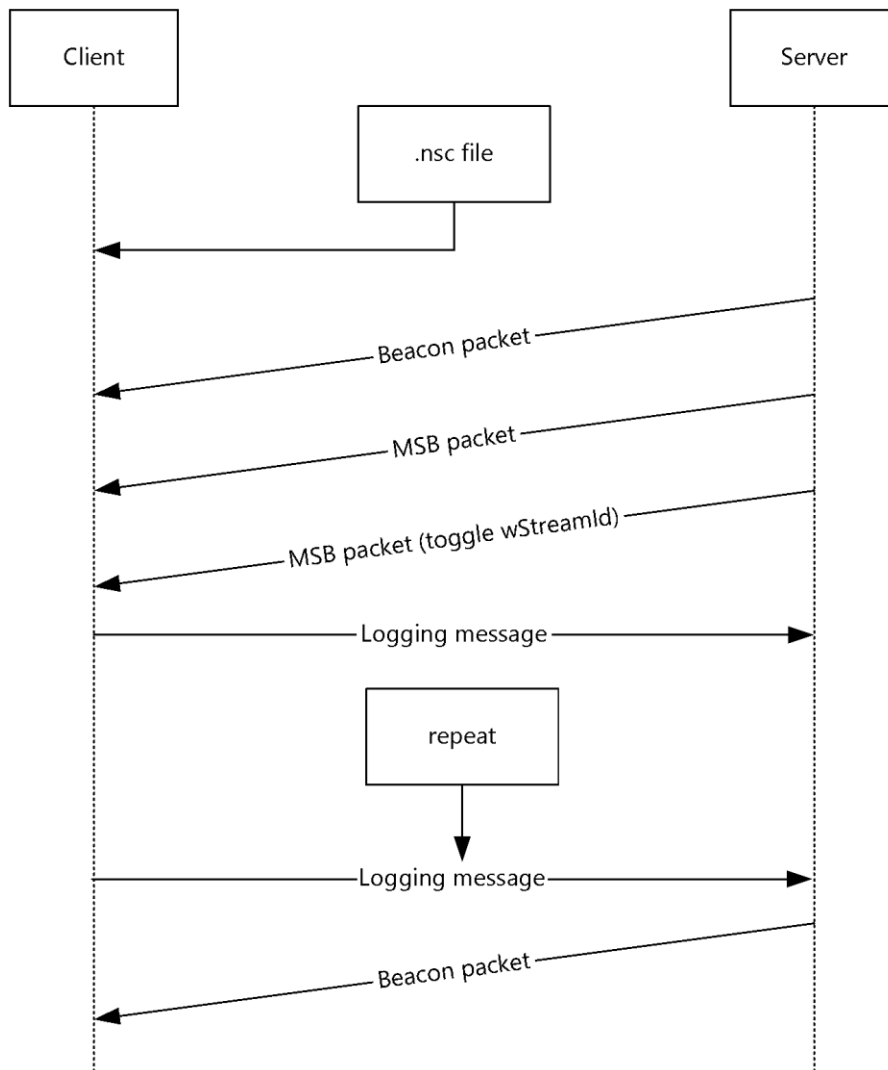 Client
Server
.nsc file
Beacon packet
MSB packet
MSB packet (toggle wStreamId)
Logging message
repeat
Logging message
Beacon packet